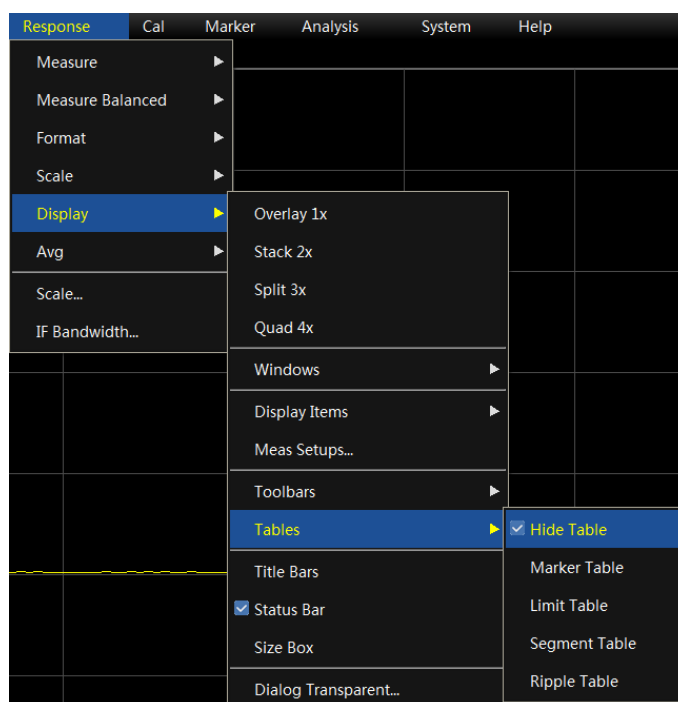 Response Cal Marker Analysis System Help
Measure
Measure Balanced
Format
Scale
Display
Avg
Scale...
IF Bandwidth...
Overlay 1x
Stack 2x
Split 3x
Quad 4x
Windows
Display Items
Meas Setups...
Toolbars
Tables
Title Bars
Status Bar
Size Box
Dialog Transparent...
Hide Table
Marker Table
Limit Table
Segment Table
Ripple Table